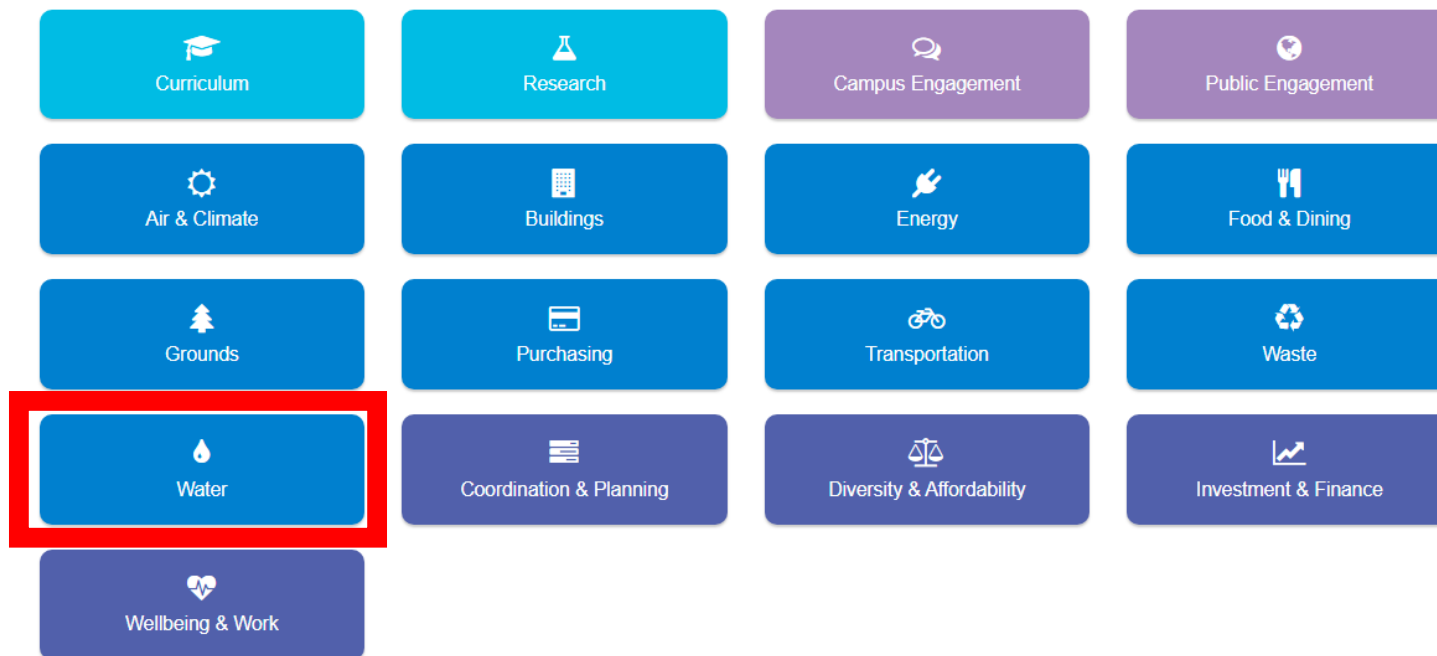 Curriculum
Research
Campus Engagement
Public Engagement
Air & Climate
Buildings
Energy
Food & Dining
Grounds
Purchasing
Transportation
Waste
Water
Coordination & Planning
Diversity & Affordability
Investment & Finance
Wellbeing & Work